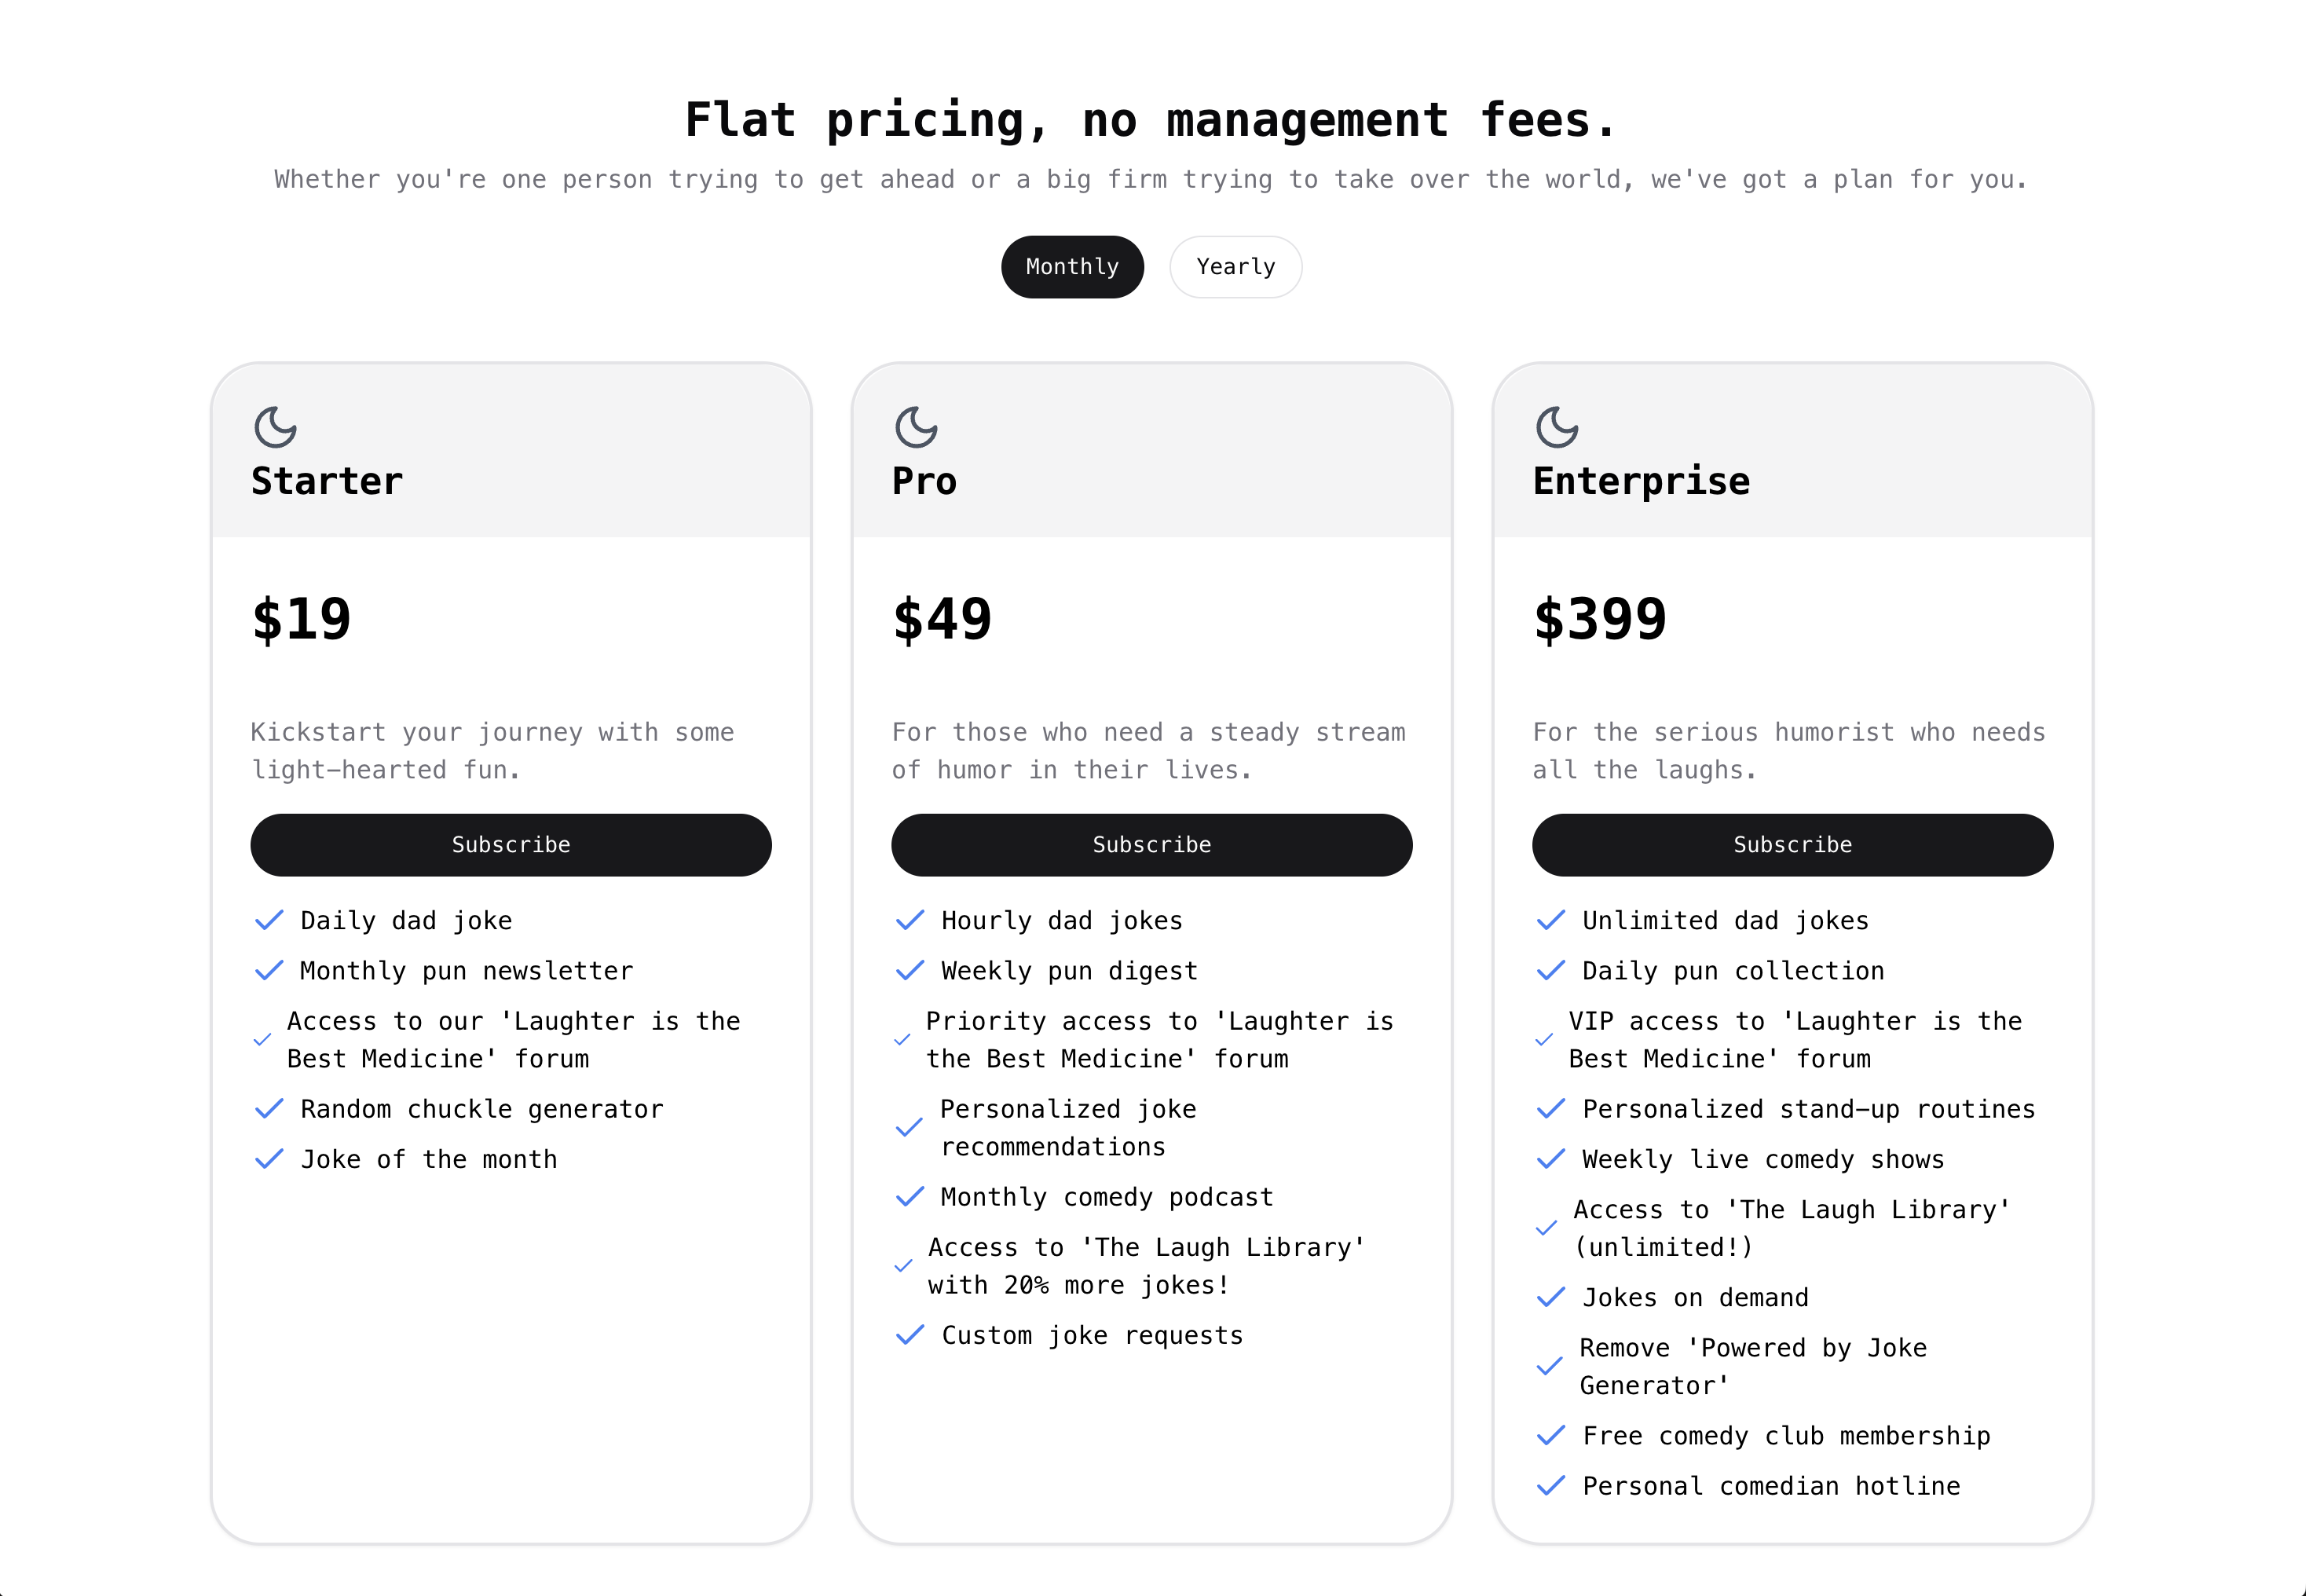 Flat pricing, no management fees.
Whether you're one person trying to get ahead or a big firm trying to take over the world, we've got a plan for you.
Monthly
Yearly
Starter
$19
Kickstart your journey with some
light-hearted fun.
Subscribe
Daily dad joke
Monthly pun newsletter
Access to our 'Laughter is the
Best Medicine' forum
Random chuckle generator
Joke of the month
Pro
$49
For those who need a steady stream
of humor in their lives.
Subscribe
Hourly dad jokes
Weekly pun digest
Priority access to 'Laughter is
the Best Medicine' forum
Personalized joke
recommendations
Monthly comedy podcast
Access to 'The Laugh Library'
with 20% more jokes!
Custom joke requests
Enterprise
$399
For the serious humorist who needs
all the laughs.
Subscribe
Unlimited dad jokes
Daily pun collection
VIP access to 'Laughter is the
Best Medicine' forum
Personalized stand-up routines
Weekly live comedy shows
Access to 'The Laugh Library'
(unlimited!)
Jokes on demand
Remove 'Powered by Joke
Generator'
Free comedy club membership
Personal comedian hotline